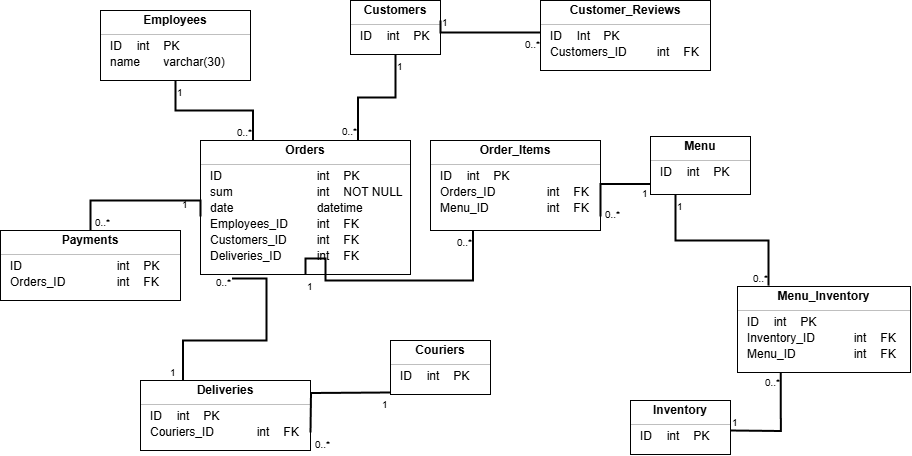 Employees
ID int PK
name varchar(30)
1
0..*
Customers
ID int PK
1
1
0..*
0..*
Customer_Reviews
ID Int PK
Customers_ID int FK
Orders
ID int PK
sum int NOT NULL
date datetime
Employees_ID int FK
Customers_ID int FK
Deliveries_ID int FK
1
0..*
1
0..*
Order_Items
ID int PK
Orders_ID int FK
Menu_ID int FK
0..*
0..*
1
Menu
ID int PK
1
0..*
Payments
ID int PK
Orders_ID int FK
Menu_Inventory
ID int PK
Inventory_ID int FK
Menu_ID int FK
0..*
Couriers
ID int PK
1
1
Deliveries
ID int PK
Couriers_ID int FK
0..*
Inventory
ID int PK
1